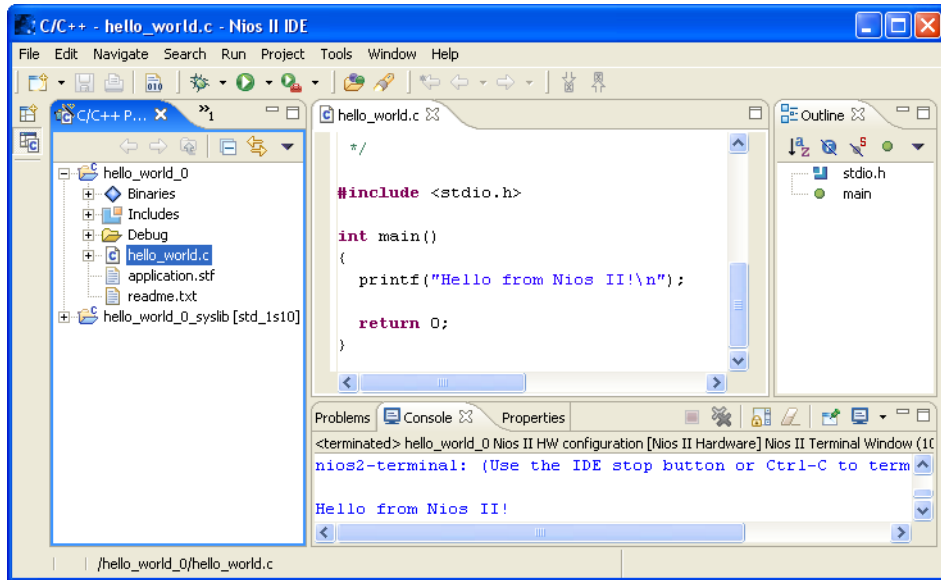 C/C++ - hello_world.c - Nios II IDE
File Edit Navigate Search Run Project Tools Window Help
C/C++ P...
»1
hello_world_0
Binaries
Includes
Debug
hello_world.c
application.stf
readme.txt
hello_world_0_syslib [std_1s10]
hello_world.c
*/
#include <stdio.h>
int main()
{
printf("Hello from Nios II!\n");
return 0;
}
Outline
stdio.h
main
Problems Console Properties
<terminated> hello_world_0 Nios II HW configuration [Nios II Hardware] Nios II Terminal Window (10
nios2-terminal: (Use the IDE stop button or Ctrl-C to term
Hello from Nios II!
/hello_world_0/hello_world.c